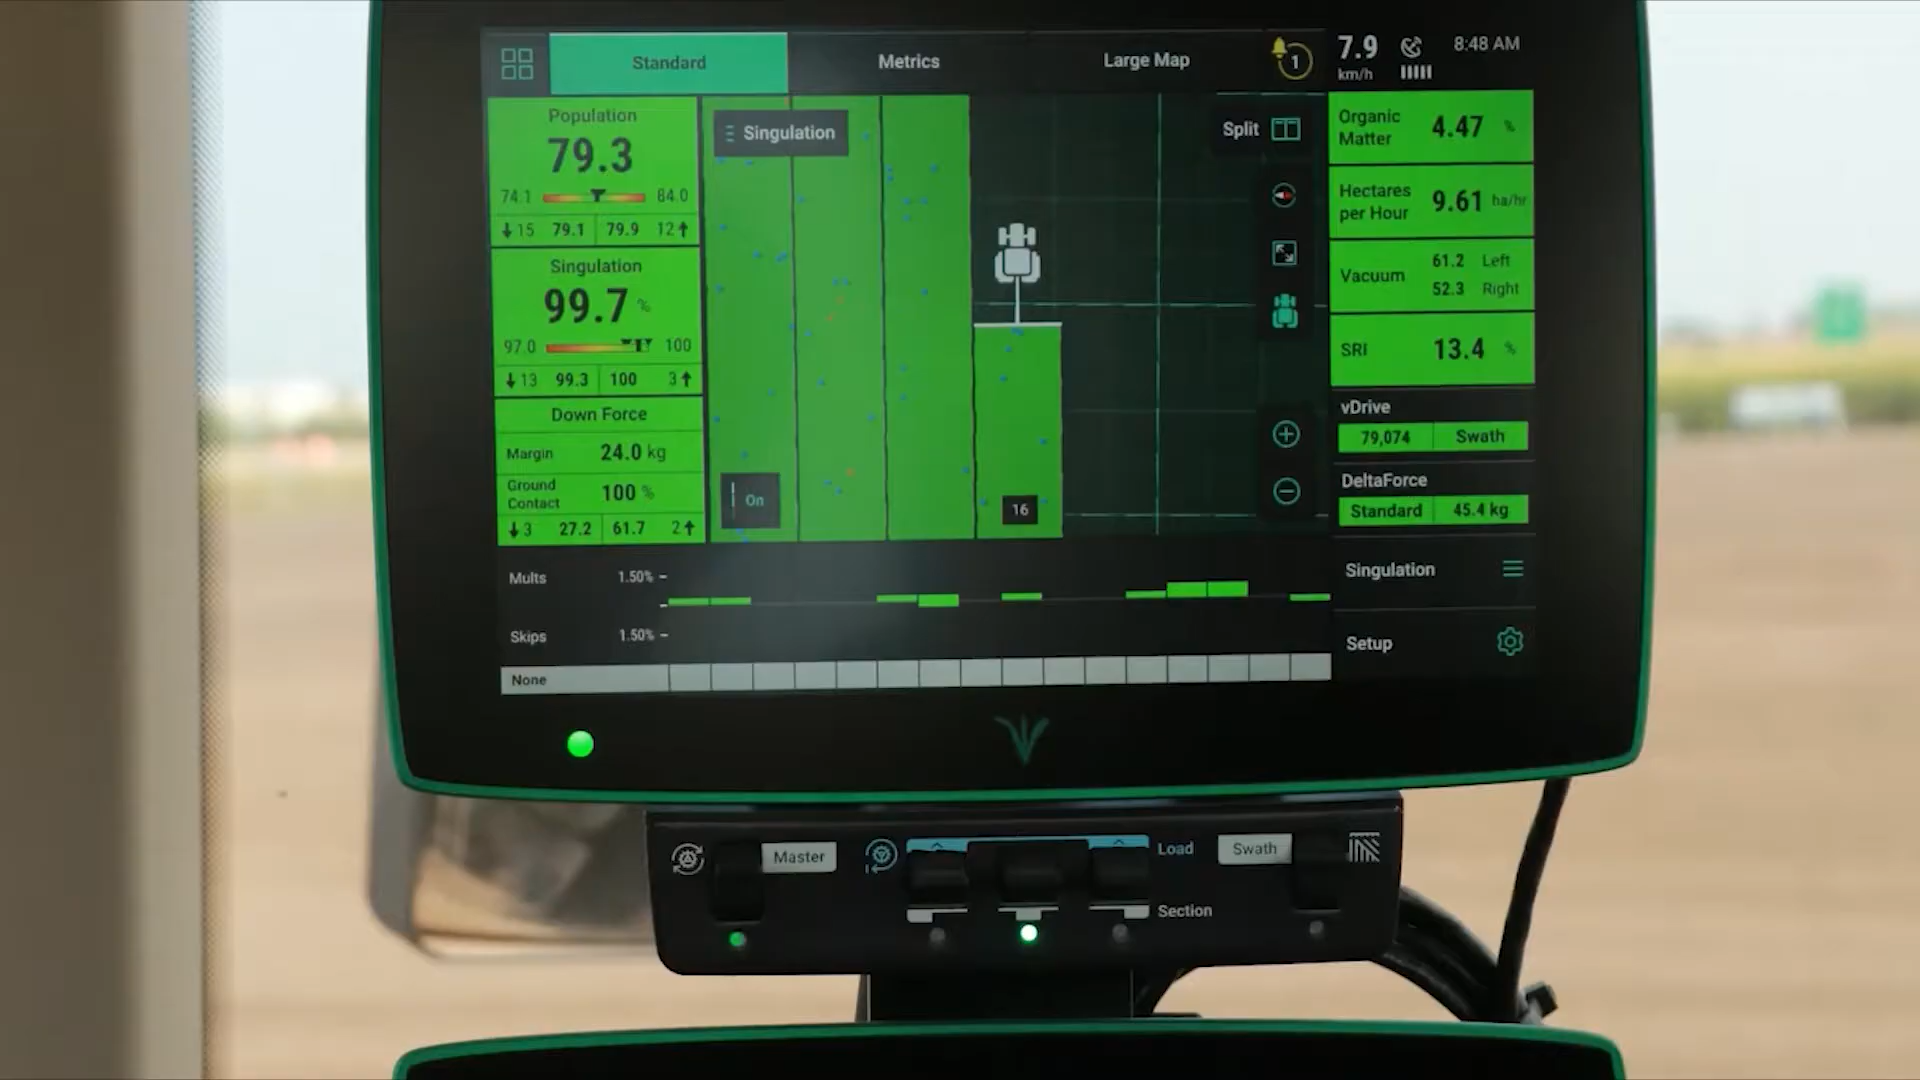 Standard
Metrics
Large Map
1
7.9
km/h
8:48 AM
Population
79.3
74.1
84.0
15 79.1 79.9 12
Singulation
99.7 %
97.0
100
13 99.3 100 3
Down Force
Margin 24.0 kg
Ground
Contact
100 %
3 27.2 61.7 2
Singulation
On
16
Split
Organic
Matter
4.47 %
Hectares
per Hour
9.61 ha/hr
Vacuum
61.2 Left
52.3 Right
SRI 13.4 %
vDrive
79,074 Swath
DeltaForce
Standard 45.4 kg
Singulation
Setup
Mults 1.50%
Skips 1.50%
None
Master
Load
Section
Swath